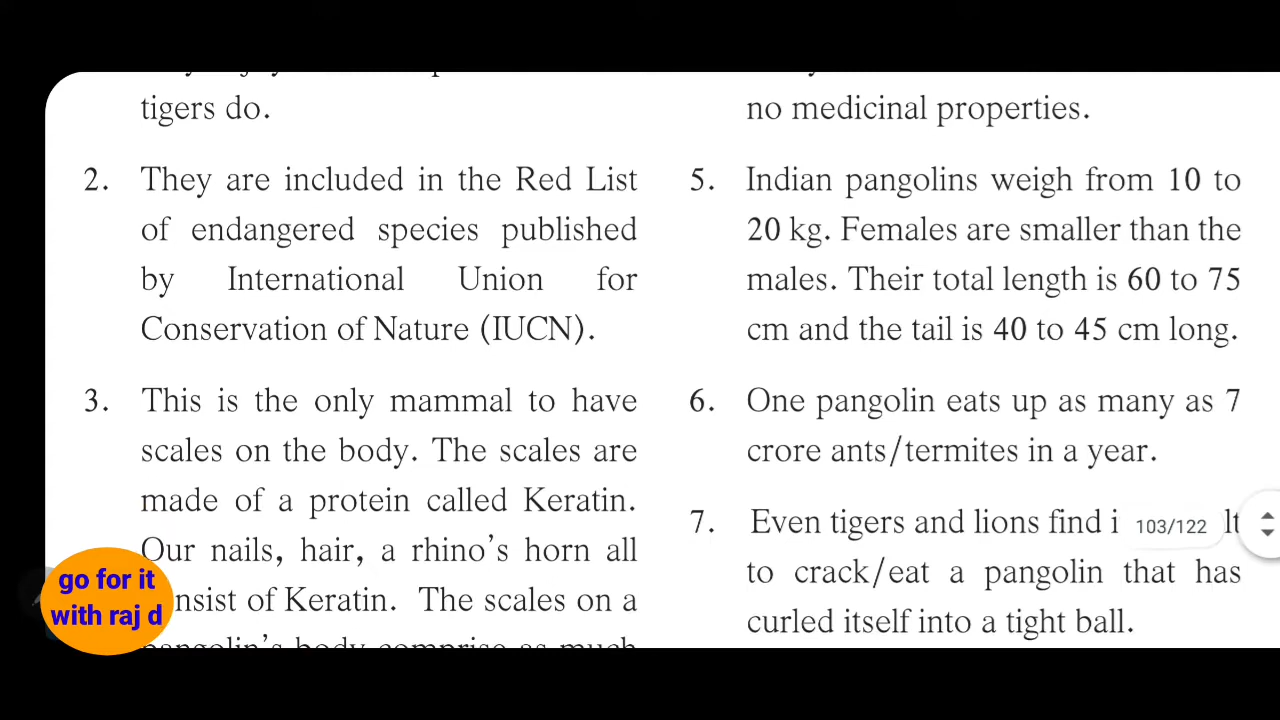 tigers do.
2. They are included in the Red List
of endangered species published
by International Union for
Conservation of Nature (IUCN).
3. This is the only mammal to have
scales on the body. The scales are
made of a protein called Keratin.
Our nails, hair, a rhino's horn all
nsist of Keratin. The scales on a
pangolin's body comprise as much
no medicinal properties.
5. Indian pangolins weigh from 10 to
20 kg. Females are smaller than the
males. Their total length is 60 to 75
cm and the tail is 40 to 45 cm long.
6. One pangolin eats up as many as 7
crore ants/termites in a year.
7. Even tigers and lions find i lt
to crack/eat a pangolin that has
curled itself into a tight ball.
103/122
go for it
with raj d